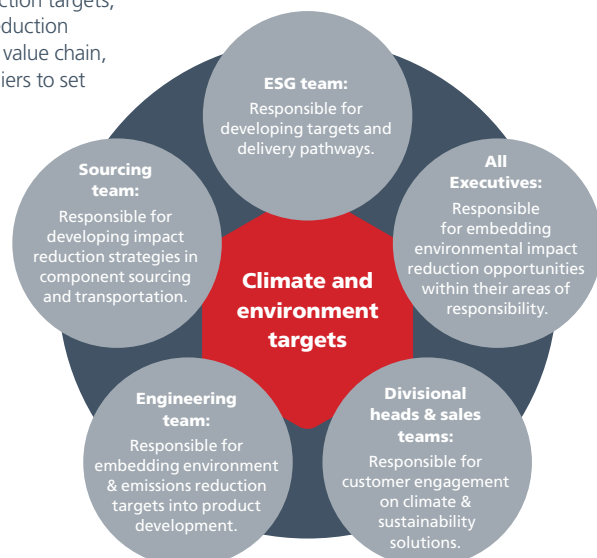 ction targets,
eduction
value chain,
iers to set
ESG team:
Responsible for
developing targets and
delivery pathways.
All
Executives:
Responsible
for embedding
environmental impact
reduction opportunities
within their areas of
responsibility.
Sourcing
team:
Responsible for
developing impact
reduction strategies in
component sourcing
and transportation.
Climate and
environment
targets
Engineering
team:
Responsible for
embedding environment
& emissions reduction
targets into product
development.
Divisional
heads & sales
teams:
Responsible for
customer engagement
on climate &
sustainability
solutions.